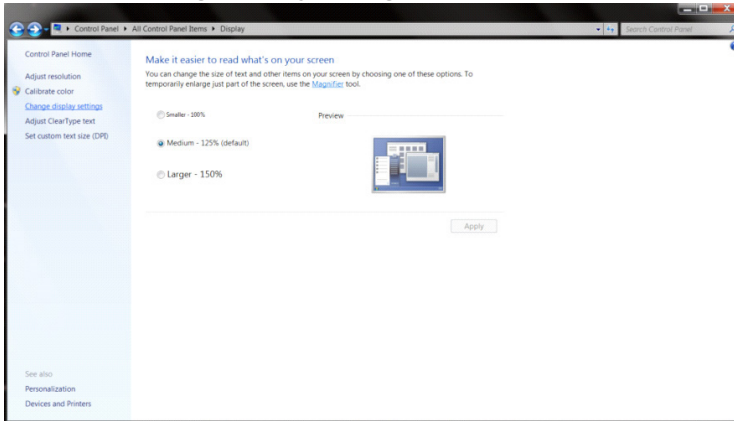 Control Panel ▸ All Control Panel Items ▸ Display
Search Control Panel
Control Panel Home
Adjust resolution
Calibrate color
Change display settings
Adjust ClearType text
Set custom text size (DPI)
Make it easier to read what's on your screen
You can change the size of text and other items on your screen by choosing one of these options. To
temporarily enlarge just part of the screen, use the Magnifier tool.
Smaller - 100%
Preview
Medium - 125% (default)
Larger - 150%
Apply
See also
Personalization
Devices and Printers